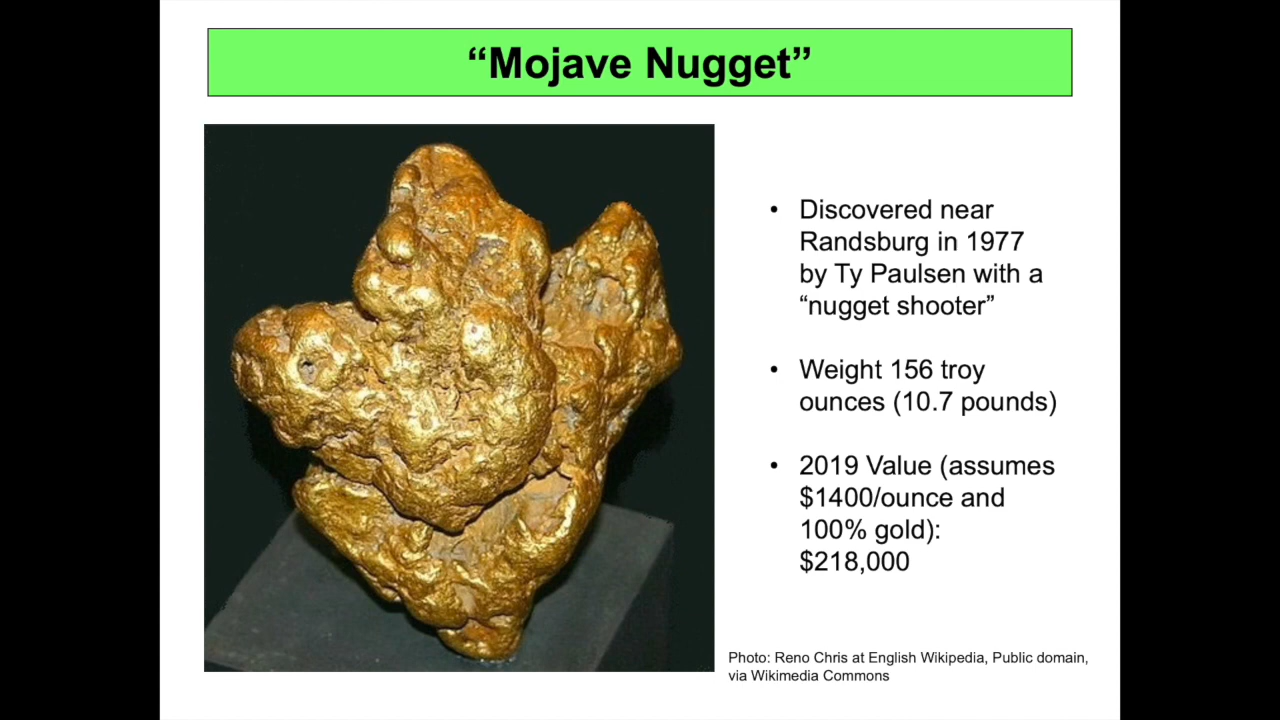 “Mojave Nugget”
• Discovered near
Randsburg in 1977
by Ty Paulsen with a
“nugget shooter”
• Weight 156 troy
ounces (10.7 pounds)
• 2019 Value (assumes
$1400/ounce and
100% gold):
$218,000
Photo: Reno Chris at English Wikipedia, Public domain,
via Wikimedia Commons